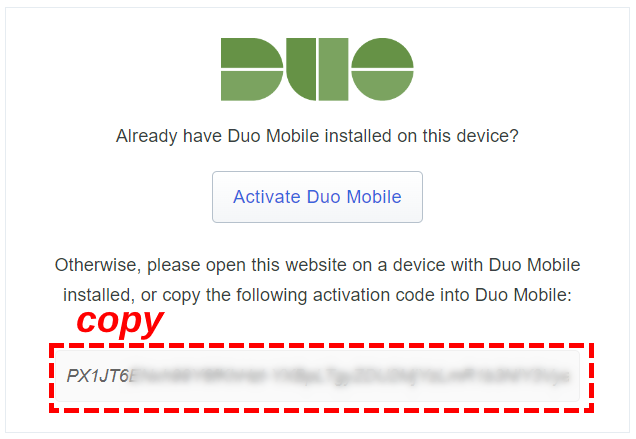 DUO
Already have Duo Mobile installed on this device?
Activate Duo Mobile
Otherwise, please open this website on a device with Duo Mobile
installed, or copy the following activation code into Duo Mobile:
copy
PX1JT6